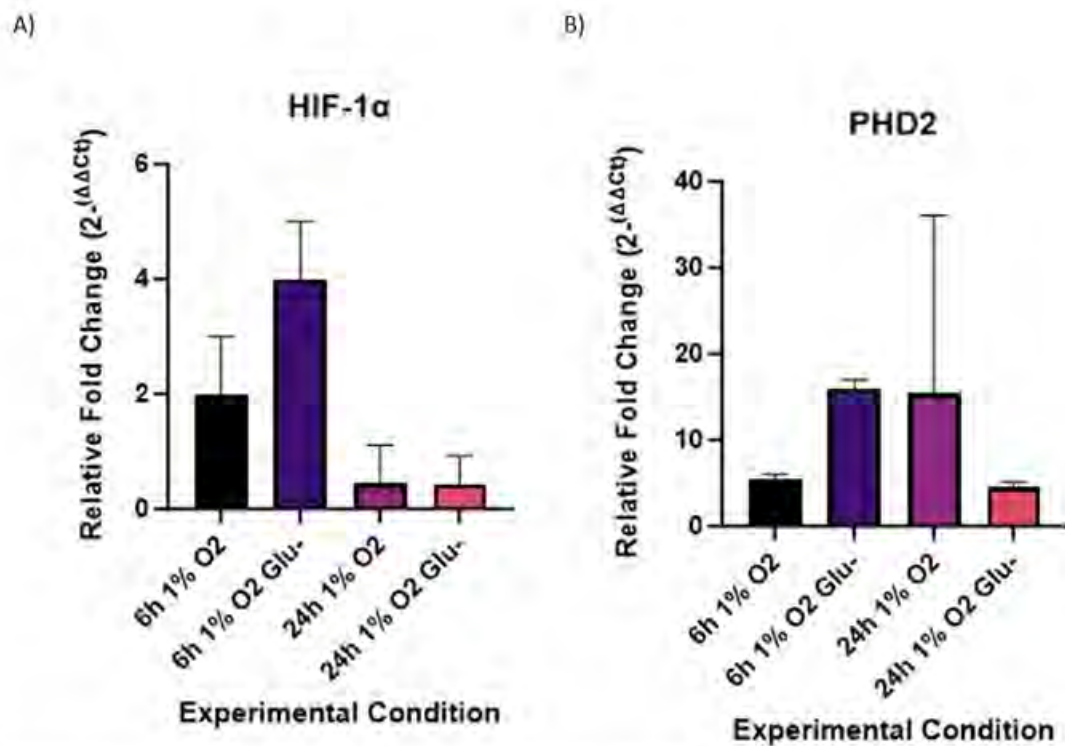 A)
HIF-1α
Relative Fold Change (2-(ΔΔCt))
6
4
2
0
6h 1% O2
6h 1% O2 Glu-
24h 1% O2
24h 1% O2 Glu-
Experimental Condition
B)
PHD2
Relative Fold Change (2-(ΔΔCt))
40
30
20
10
0
6h 1% O2
6h 1% O2 Glu-
24h 1% O2
24h 1% O2 Glu-
Experimental Condition